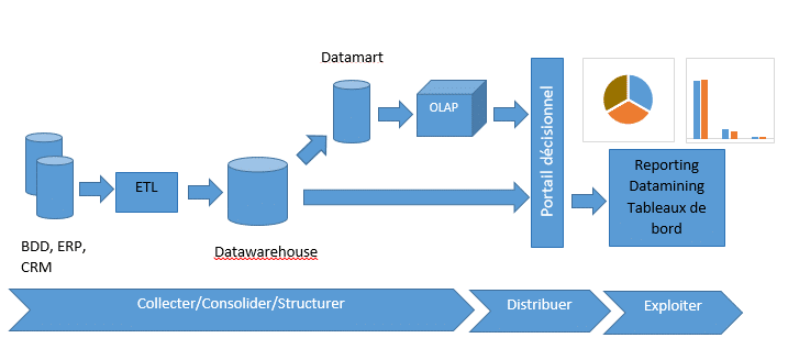 Datamart
OLAP
Portail décisionnel
ETL
Reporting
Datamining
Tableaux de
bord
BDD, ERP,
CRM
Datawarehouse
Collecter/Consolider/Structurer
Distribuer
Exploiter